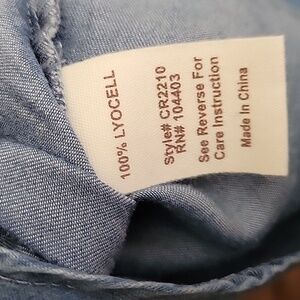 100% LYOCELL
Style# CR2210
RN# 104403
See Reverse For
Care Instruction
Made In China